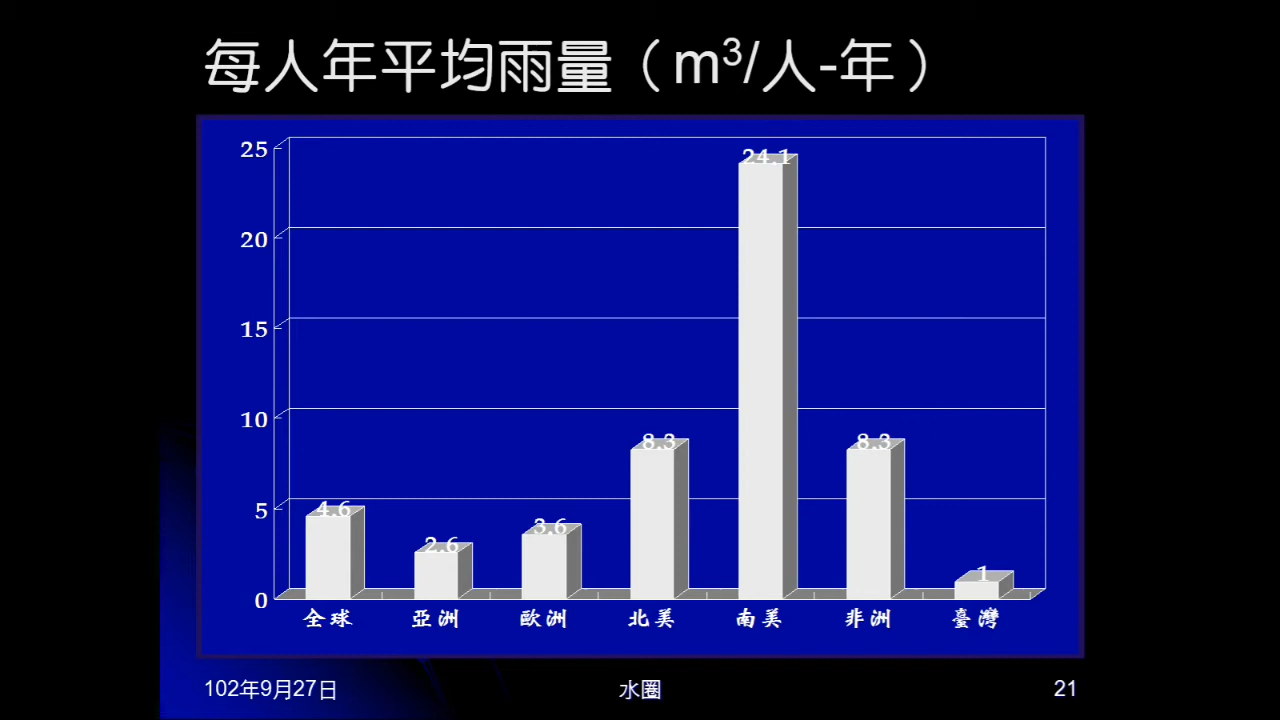 每人年平均雨量（m³/人-年）
25
20
15
10
5
0
4.6
2.6
3.6
8.3
24.1
8.3
1
全球
亞洲
歐洲
北美
南美
非洲
臺灣
102年9月27日
水圈
21